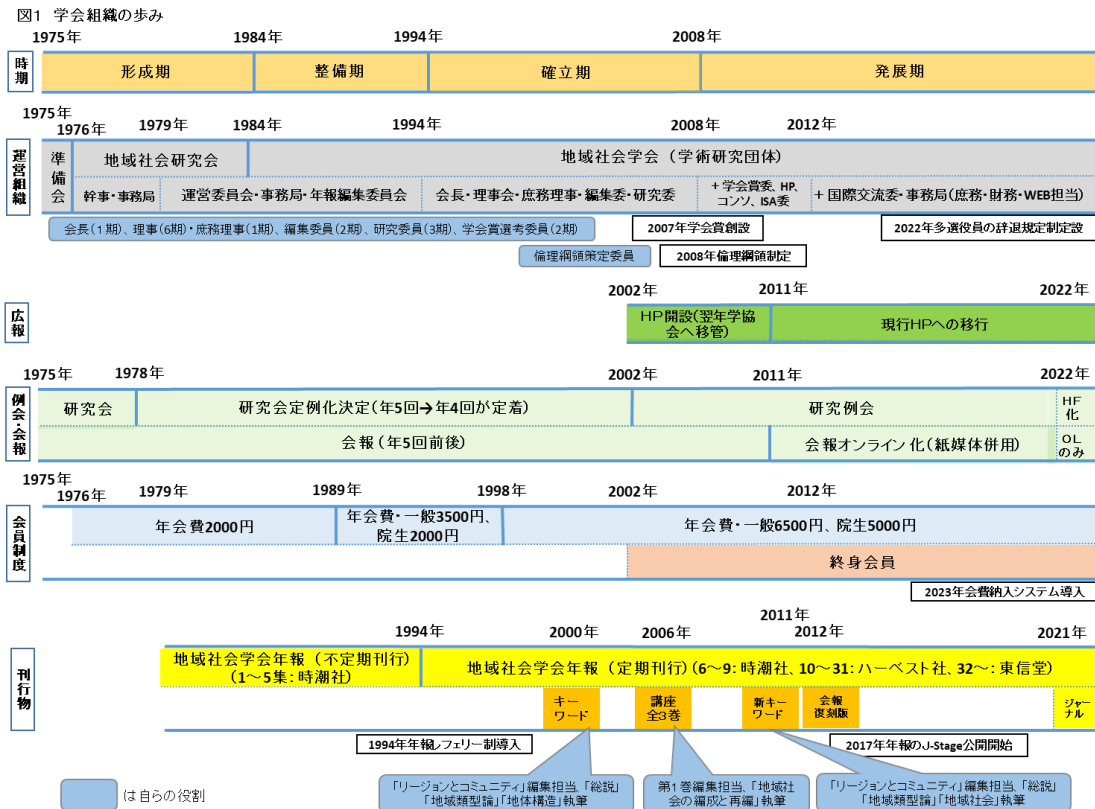 図1 学会組織の歩み
1975年 1984年 1994年 2008年
時期
形成期 整備期 確立期 発展期
1975年
1976年 1979年 1984年 1994年 2008年 2012年
運営組織
準備会
地域社会研究会 地域社会学会(学術研究団体)
幹事・事務局 運営委員会・事務局・年報編集委員会 会長・理事会・庶務理事・編集委・研究委
+学会賞委、HP、
コンソ、ISA委
+国際交流委・事務局(庶務・財務・WEB担当)
会長(1期)、理事(6期)・庶務理事(1期)、編集委員(2期)、研究委員(3期)、学会賞選考委員(2期)
2007年学会賞創設
2022年多選役員の辞退規定制定設
倫理綱領策定委員
2008年倫理綱領制定
2002年 2011年 2022年
広報
HP開設(翌年学協
会へ移管)
現行HPへの移行
1975年 1978年 2002年 2011年 2022年
例会・会報
研究会 研究会定例化決定(年5回→年4回が定着) 研究例会
HF
化
会報(年5回前後) 会報オンライン化(紙媒体併用)
OL
のみ
1975年
1976年 1979年 1989年 1998年 2002年 2012年
会員制度
年会費2000円
年会費・一般3500円、
院生2000円
年会費・一般6500円、院生5000円
終身会員
2023年会費納入システム導入
1994年 2000年 2006年 2011年
2012年 2021年
刊行物
地域社会学会年報(不定期刊行)
(1~5集:時潮社)
地域社会学会年報(定期刊行)(6~9:時潮社、10~31:ハーベスト社、32~:東信堂)
キー
ワード
講座
全3巻
新キー
ワード
会報
復刻版
ジャー
ナル
1994年年報レフェリー制導入
2017年年報のJ-Stage公開開始
は自らの役割
「リージョンとコミュニティ」編集担当、「総説」
「地域類型論」「地体構造」執筆
第1巻編集担当、「地域社
会の編成と再編」執筆
「リージョンとコミュニティ」編集担当、「総説」
「地域類型論」「地域社会」執筆